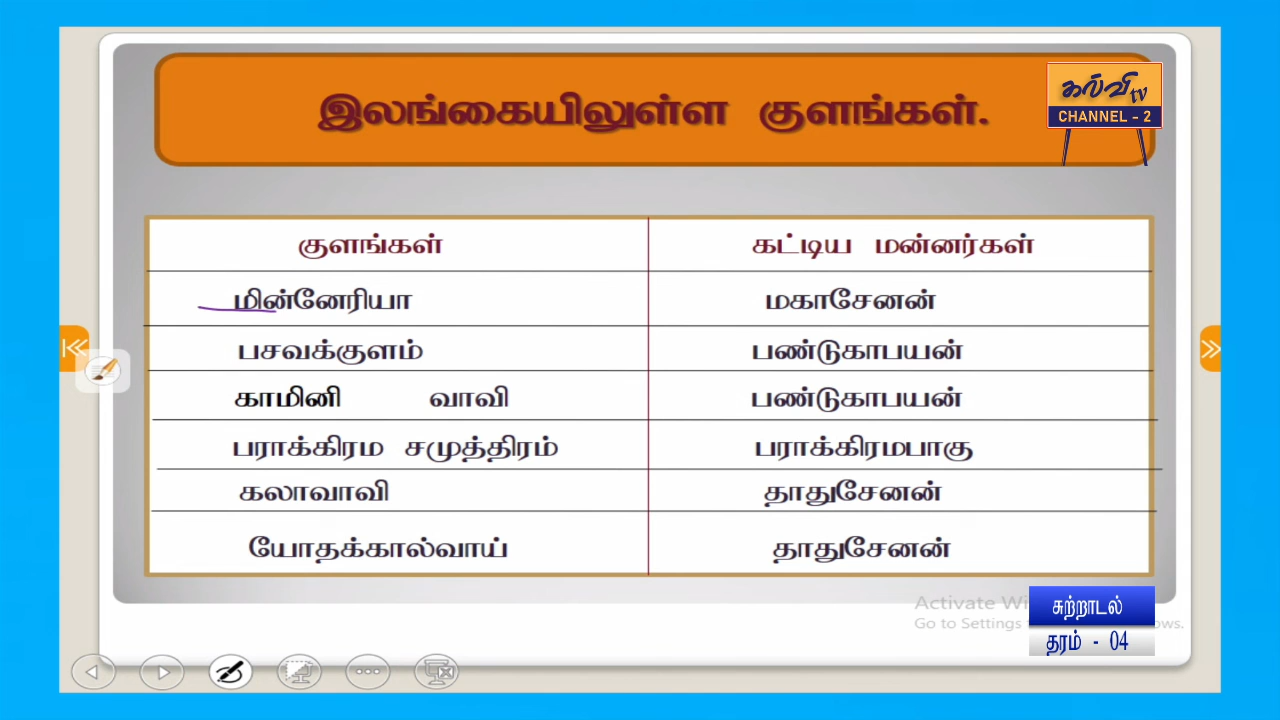 இலங்கையிலுள்ள குளங்கள்.
கல்வி tv
CHANNEL - 2
குளங்கள் கட்டிய மன்னர்கள்
மின்னேரியா மகாசேனன்
பசவக்குளம் பண்டுகாபயன்
காமினி வாவி பண்டுகாபயன்
பராக்கிரம சமுத்திரம் பராக்கிரமபாகு
கலாவாவி தாதுசேனன்
யோதக்கால்வாய் தாதுசேனன்
Activate
Go to Settings
சுற்றாடல்
தரம் - 04